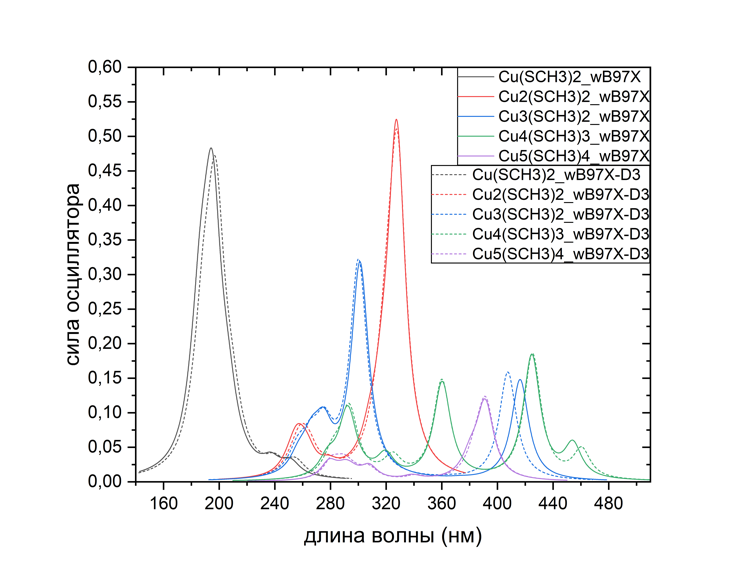 0,60
0,55
0,50
0,45
0,40
0,35
0,30
0,25
0,20
0,15
0,10
0,05
0,00
сила осциллятора
Cu(SCH3)2_wB97X
Cu2(SCH3)2_wB97X
Cu3(SCH3)2_wB97X
Cu4(SCH3)3_wB97X
Cu5(SCH3)4_wB97X
Cu(SCH3)2_wB97X-D3
Cu2(SCH3)2_wB97X-D3
Cu3(SCH3)2_wB97X-D3
Cu4(SCH3)3_wB97X-D3
Cu5(SCH3)4_wB97X-D3
160 200 240 280 320 360 400 440 480
длина волны (нм)